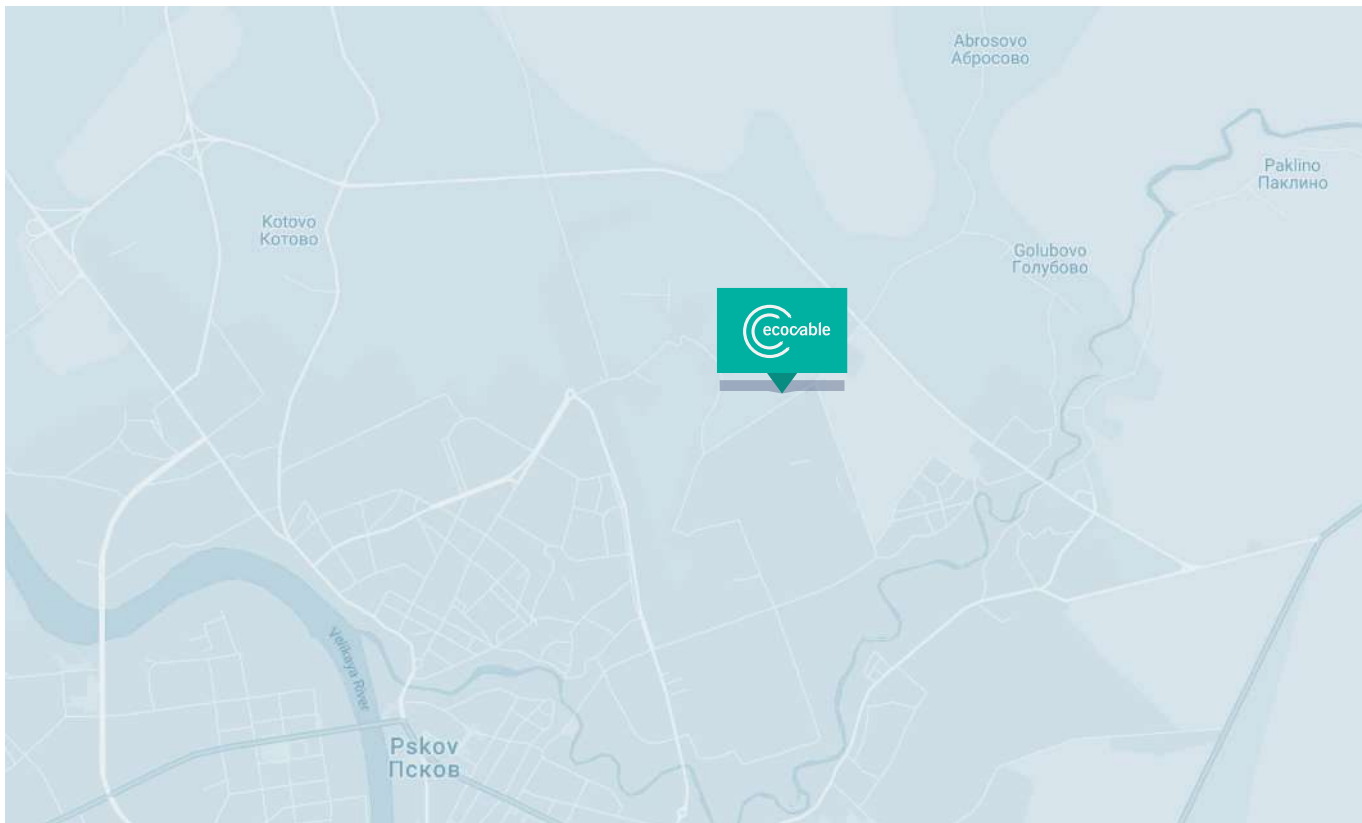 Abrosovo
Абросово
Paklino
Паклино
Kotovo
Котово
Golubovo
Голубово
ecocable
Velikaya River
Pskov
Псков